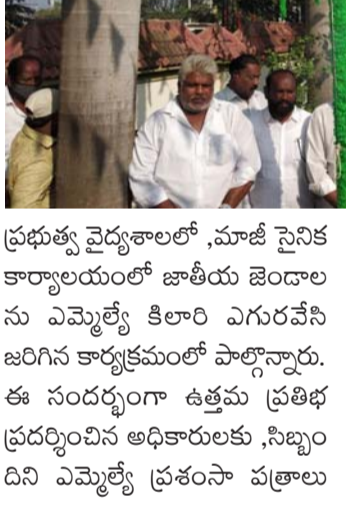 ప్రభుత్వ వైద్యశాలలో ,మాజీ సైనిక
కార్యాలయంలో జాతీయ జెండాల
ను ఎమ్మెల్యే కిలారి ఎగురవేసి
జరిగిన కార్యక్రమంలో పాల్గొన్నారు.
ఈ సందర్భంగా ఉత్తమ ప్రతిభ
ప్రదర్శించిన అధికారులకు ,సిబ్బం
దిని ఎమ్మెల్యే ప్రశంసా పత్రాలు